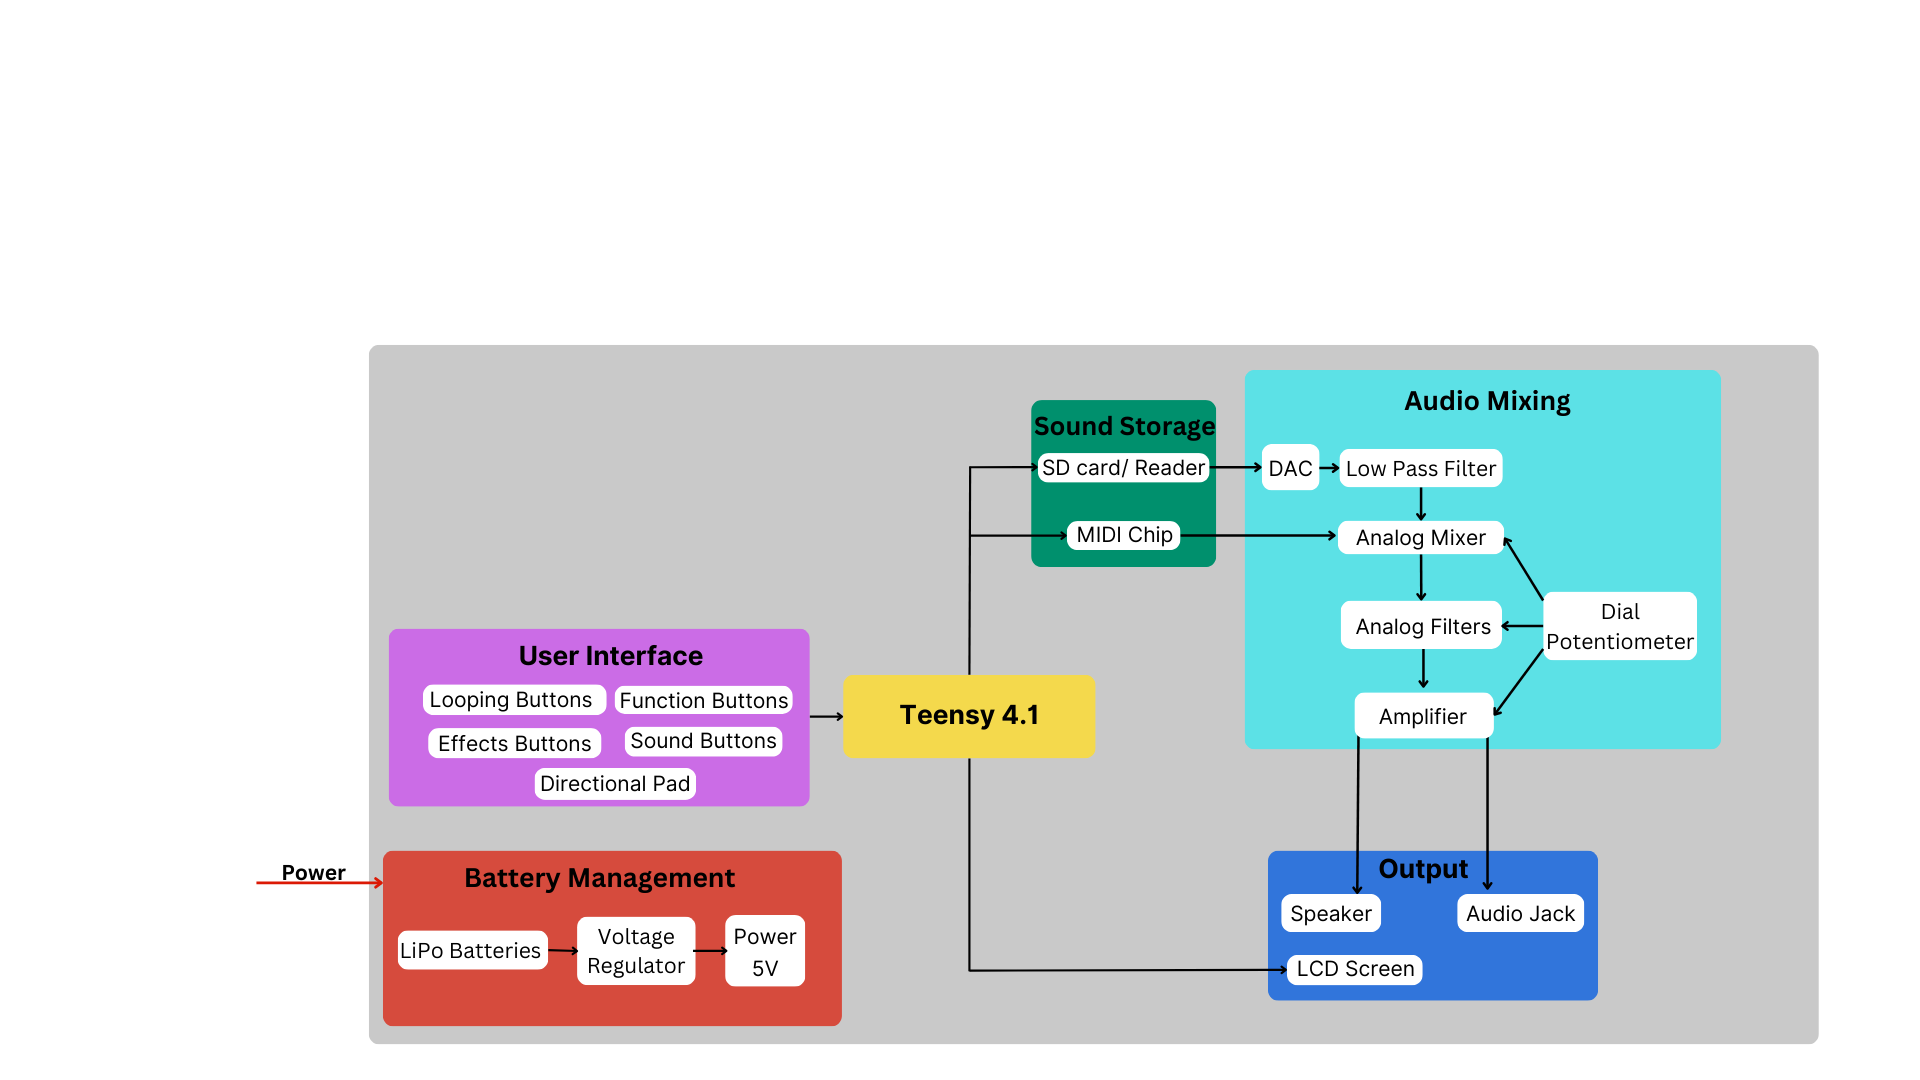 Audio Mixing
Sound Storage
SD card/ Reader
DAC
Low Pass Filter
MIDI Chip
Analog Mixer
Dial
Potentiometer
Analog Filters
User Interface
Looping Buttons
Function Buttons
Effects Buttons
Sound Buttons
Directional Pad
Teensy 4.1
Amplifier
Power
Battery Management
LiPo Batteries
Voltage
Regulator
Power
5V
Output
Speaker
Audio Jack
LCD Screen